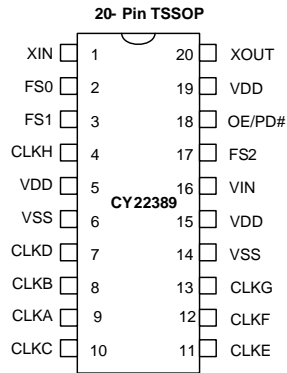 20- Pin TSSOP
XIN 1 20 XOUT
FS0 2 19 VDD
FS1 3 18 OE/PD#
CLKH 4 17 FS2
VDD 5 16 VIN
CY22389
VSS 6 15 VDD
CLKD 7 14 VSS
CLKB 8 13 CLKG
CLKA 9 12 CLKF
CLKC 10 11 CLKE